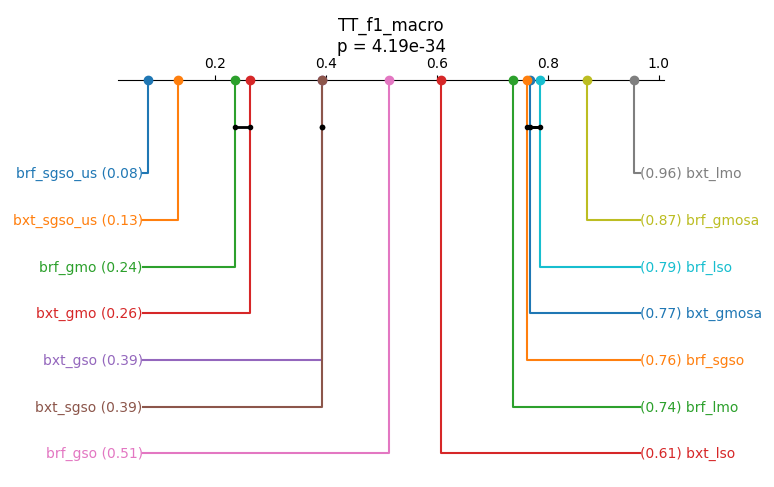 TT_f1_macro
p = 4.19e-34
0.2 0.4 0.6 0.8 1.0
brf_sgso_us (0.08)
(0.96) bxt_lmo
bxt_sgso_us (0.13)
(0.87) brf_gmosa
brf_gmo (0.24)
(0.79) brf_lso
bxt_gmo (0.26)
(0.77) bxt_gmosa
bxt_gso (0.39)
(0.76) brf_sgso
bxt_sgso (0.39)
(0.74) brf_lmo
brf_gso (0.51)
(0.61) bxt_lso